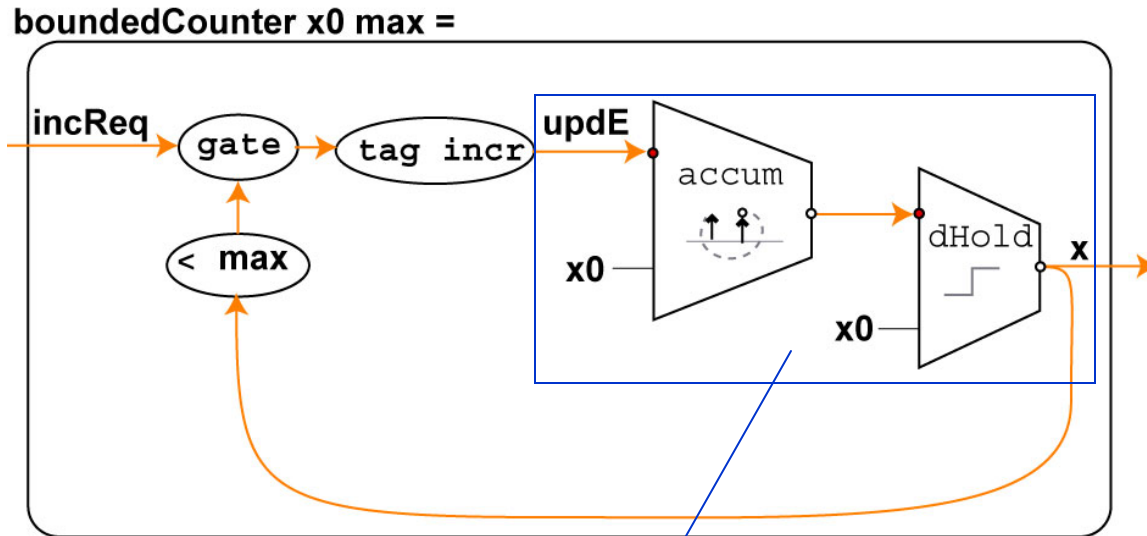 boundedCounter x0 max =
incReq
gate
tag incr
updE
accum
x0
< max
dHold
x
x0